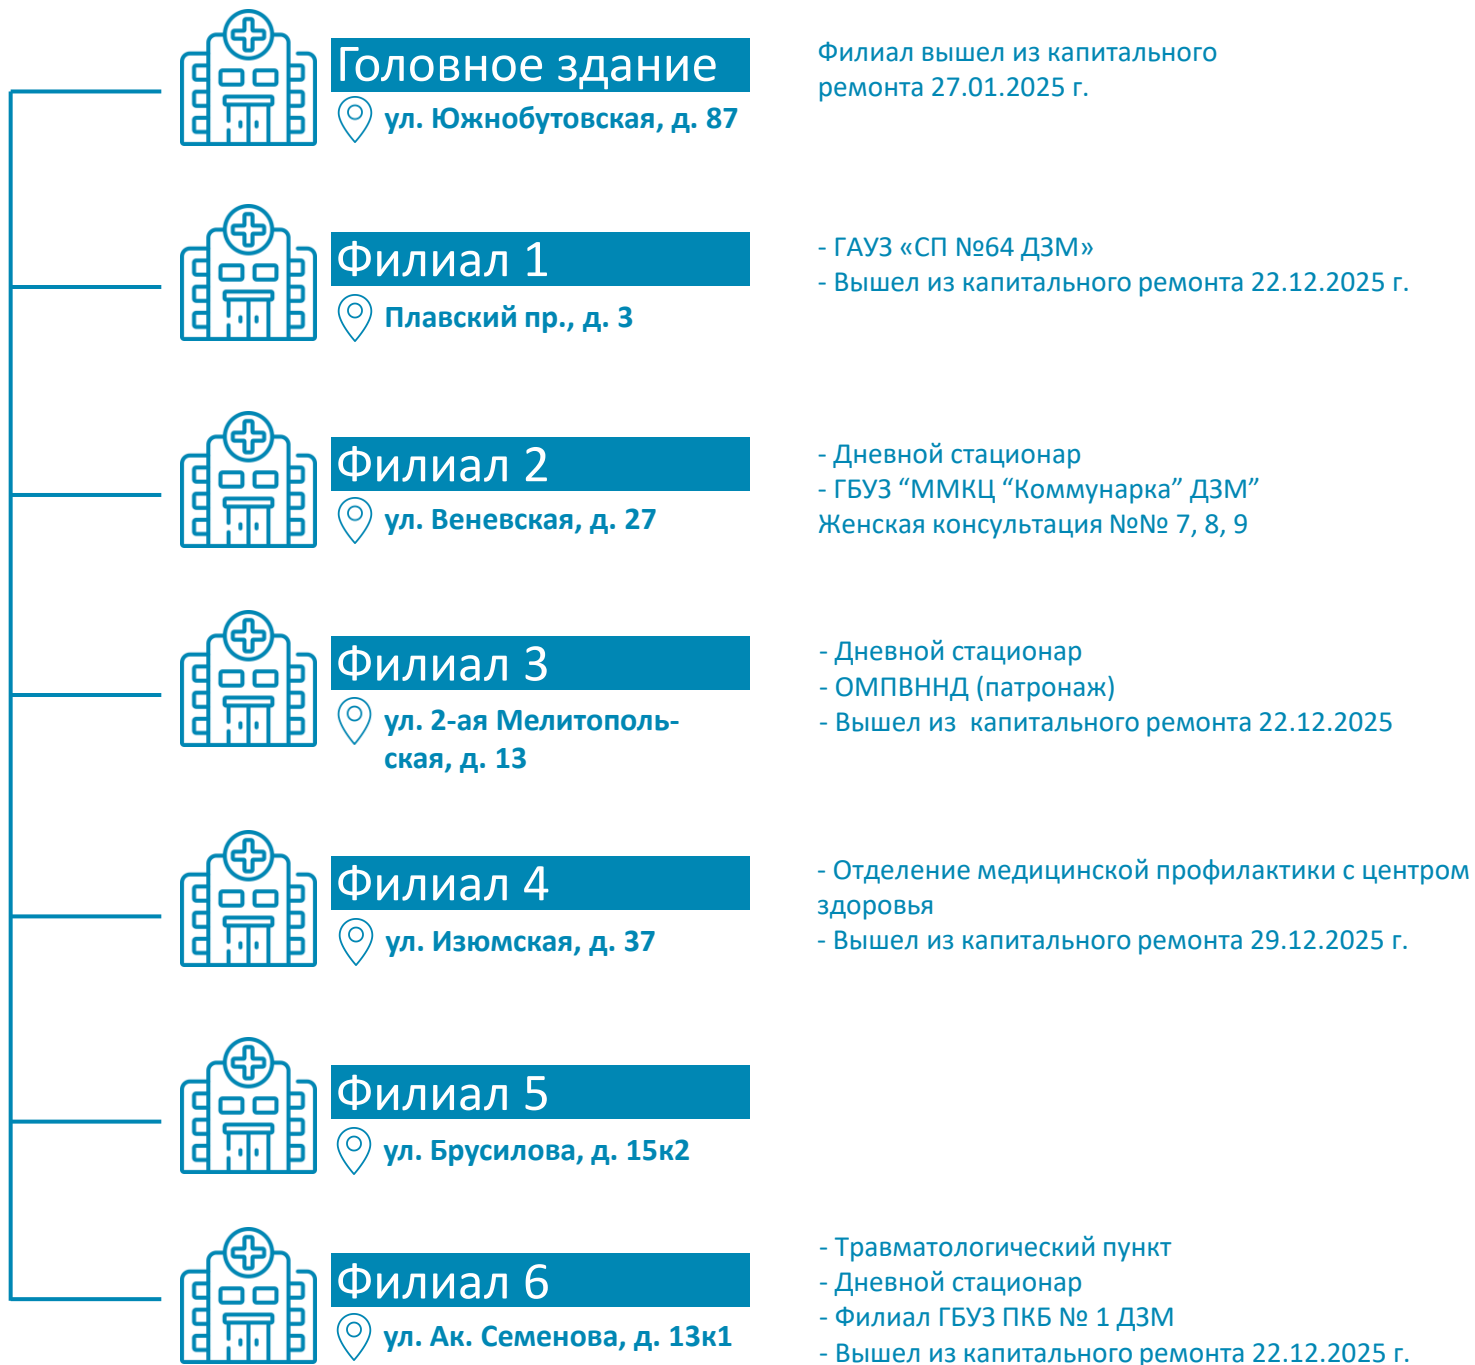 Головное здание
ул. Южнобутовская, д. 87
Филиал вышел из капитального
ремонта 27.01.2025 г.
Филиал 1
Плавский пр., д. 3
- ГАУЗ «СП №64 ДЗМ»
- Вышел из капитального ремонта 22.12.2025 г.
Филиал 2
ул. Веневская, д. 27
- Дневной стационар
- ГБУЗ “ММКЦ “Коммунарка” ДЗМ”
Женская консультация №№ 7, 8, 9
Филиал 3
ул. 2-ая Мелитополь-
ская, д. 13
- Дневной стационар
- ОМПВННД (патронаж)
- Вышел из  капитального ремонта 22.12.2025
Филиал 4
ул. Изюмская, д. 37
- Отделение медицинской профилактики с центром
здоровья
- Вышел из капитального ремонта 29.12.2025 г.
Филиал 5
ул. Брусилова, д. 15к2
Филиал 6
ул. Ак. Семенова, д. 13к1
- Травматологический пункт
- Дневной стационар
- Филиал ГБУЗ ПКБ № 1 ДЗМ
- Вышел из капитального ремонта 22.12.2025 г.